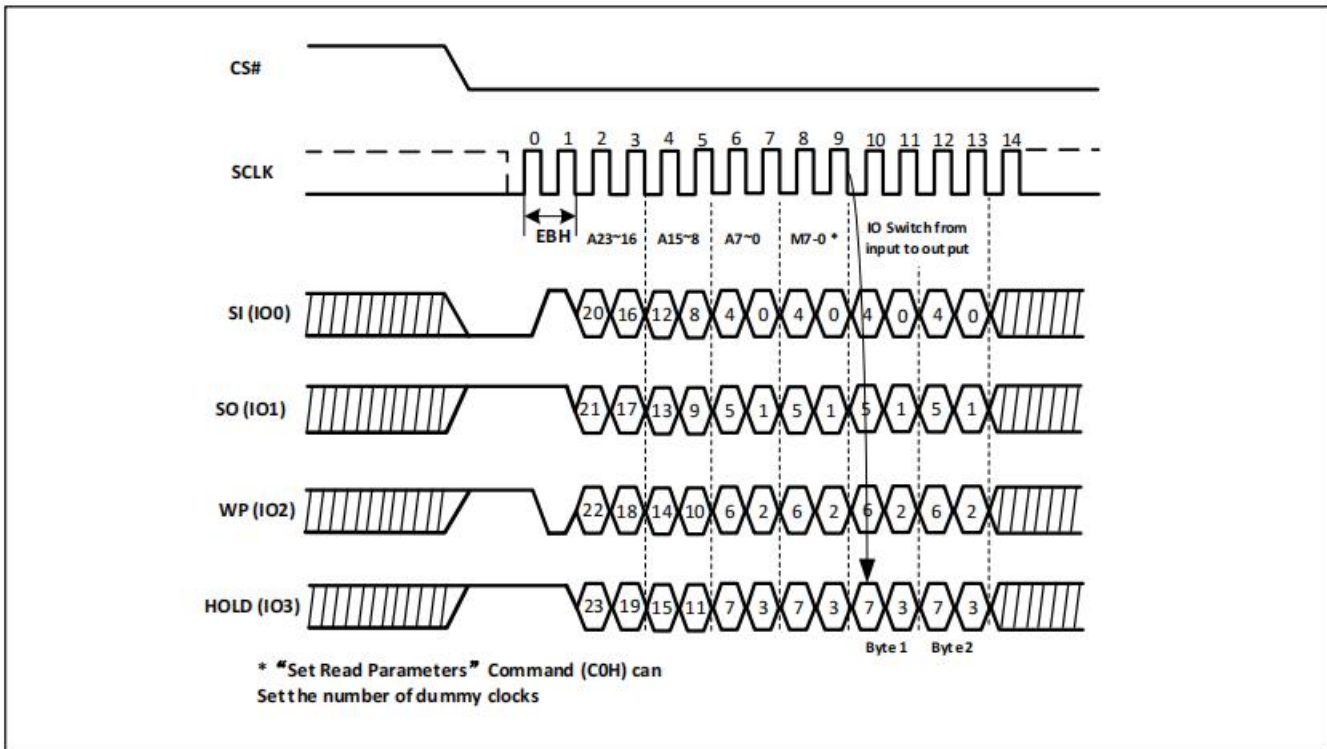 CS#
0 1 2 3 4 5 6 7 8 9 10 11 12 13 14
SCLK
EBH A23~16 A15~8 A7~0 M7-0 * IO Switch from
input to output
SI (IO0) 20 16 12 8 4 0 4 0 4 0 4 0
SO (IO1) 21 17 13 9 5 1 5 1 5 1 5 1
WP (IO2) 22 18 14 10 6 2 6 2 6 2 6 2
HOLD (IO3) 23 19 15 11 7 3 7 3 7 3 7 3
Byte 1 Byte 2
* “Set Read Parameters” Command (C0H) can
Set the number of dummy clocks